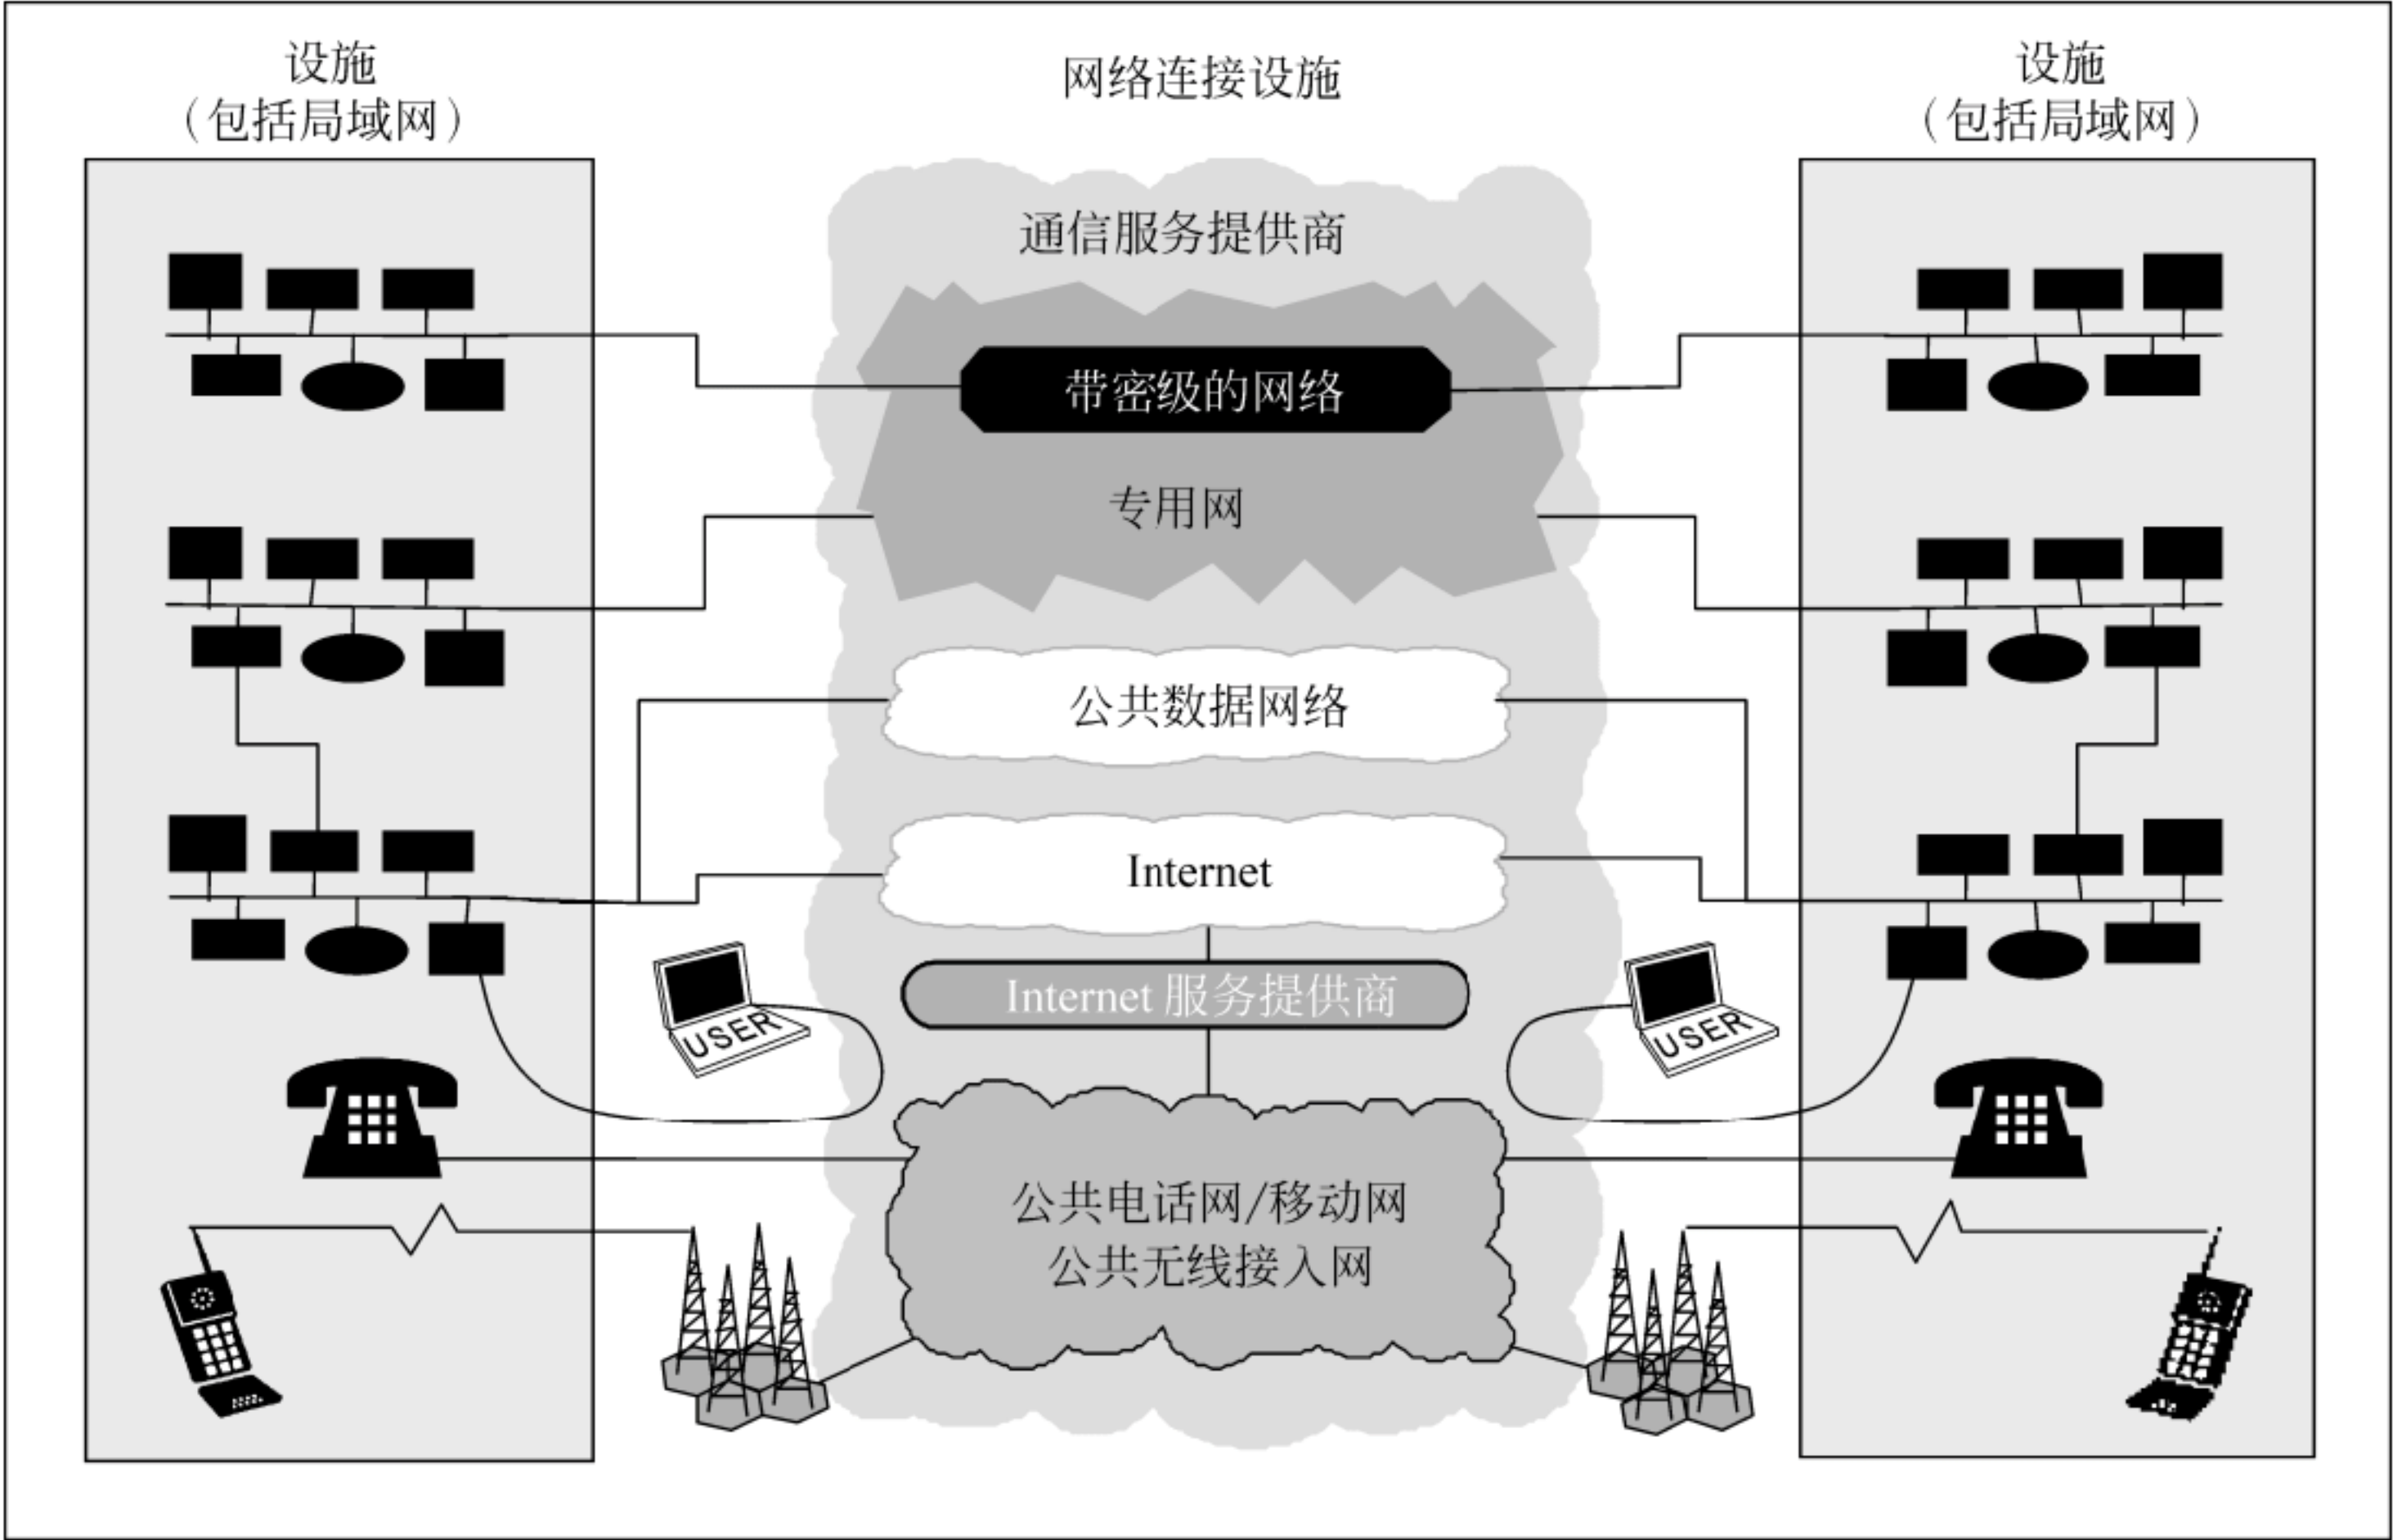 设施
（包括局域网）
网络连接设施
设施
（包括局域网）
通信服务提供商
带密级的网络
专用网
公共数据网络
Internet
Internet 服务提供商
USER
USER
公共电话网/移动网
公共无线接入网